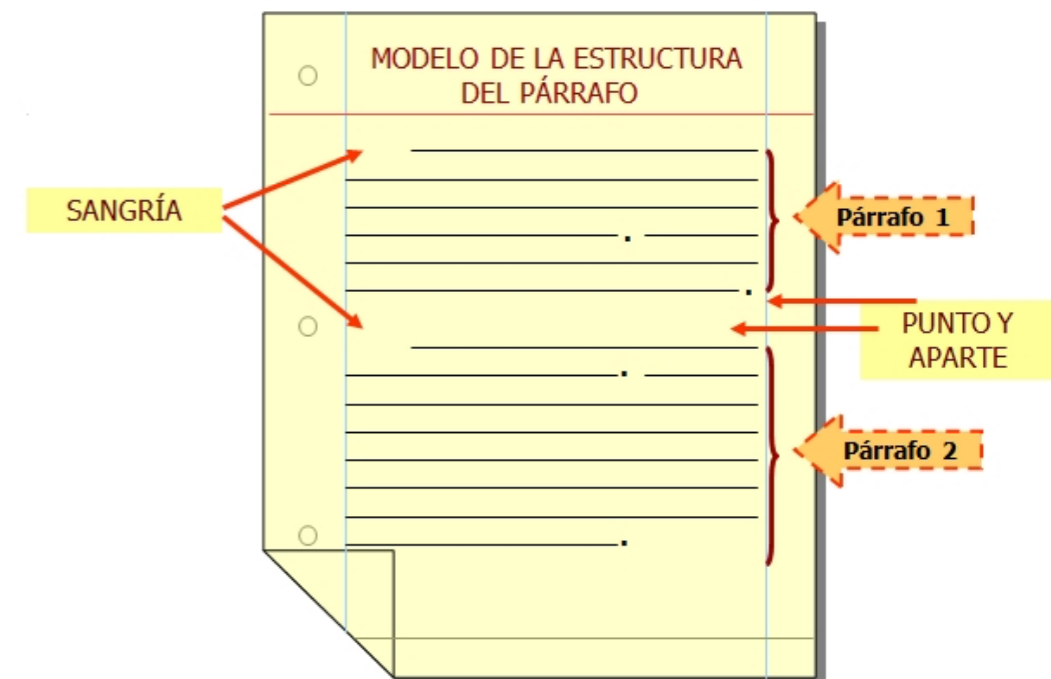 MODELO DE LA ESTRUCTURA
DEL PÁRRAFO
SANGRÍA
Párrafo 1
PUNTO Y
APARTE
Párrafo 2